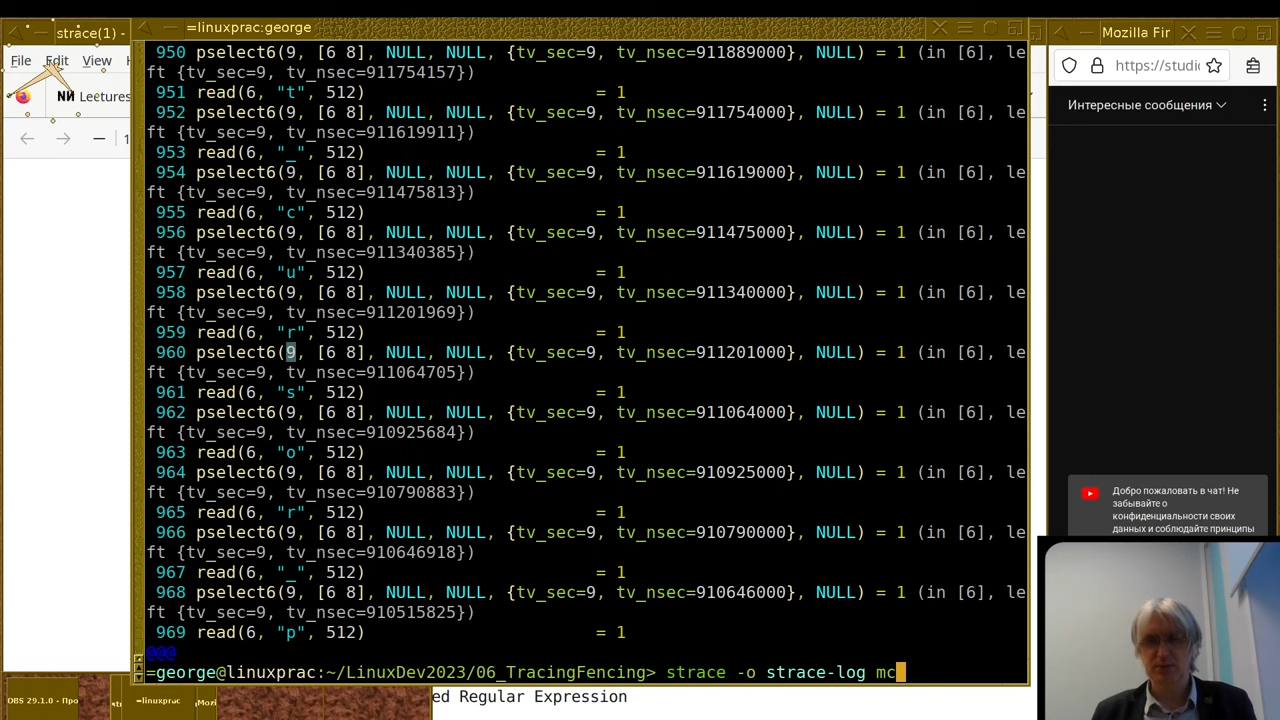 strace(1) -
=linuxprac:george
Mozilla Fir
File Edit View
Lectures
https://studi
Интересные сообщения
950 pselect6(9, [6 8], NULL, NULL, {tv_sec=9, tv_nsec=911889000}, NULL) = 1 (in [6], le
ft {tv_sec=9, tv_nsec=911754157})
951 read(6, "t", 512) = 1
952 pselect6(9, [6 8], NULL, NULL, {tv_sec=9, tv_nsec=911754000}, NULL) = 1 (in [6], le
ft {tv_sec=9, tv_nsec=911619911})
953 read(6, "_", 512) = 1
954 pselect6(9, [6 8], NULL, NULL, {tv_sec=9, tv_nsec=911619000}, NULL) = 1 (in [6], le
ft {tv_sec=9, tv_nsec=911475813})
955 read(6, "c", 512) = 1
956 pselect6(9, [6 8], NULL, NULL, {tv_sec=9, tv_nsec=911475000}, NULL) = 1 (in [6], le
ft {tv_sec=9, tv_nsec=911340385})
957 read(6, "u", 512) = 1
958 pselect6(9, [6 8], NULL, NULL, {tv_sec=9, tv_nsec=911340000}, NULL) = 1 (in [6], le
ft {tv_sec=9, tv_nsec=911201969})
959 read(6, "r", 512) = 1
960 pselect6(9, [6 8], NULL, NULL, {tv_sec=9, tv_nsec=911201000}, NULL) = 1 (in [6], le
ft {tv_sec=9, tv_nsec=911064705})
961 read(6, "s", 512) = 1
962 pselect6(9, [6 8], NULL, NULL, {tv_sec=9, tv_nsec=911064000}, NULL) = 1 (in [6], le
ft {tv_sec=9, tv_nsec=910925684})
963 read(6, "o", 512) = 1
964 pselect6(9, [6 8], NULL, NULL, {tv_sec=9, tv_nsec=910925000}, NULL) = 1 (in [6], le
ft {tv_sec=9, tv_nsec=910790883})
965 read(6, "r", 512) = 1
966 pselect6(9, [6 8], NULL, NULL, {tv_sec=9, tv_nsec=910790000}, NULL) = 1 (in [6], le
ft {tv_sec=9, tv_nsec=910646918})
967 read(6, "_", 512) = 1
968 pselect6(9, [6 8], NULL, NULL, {tv_sec=9, tv_nsec=910646000}, NULL) = 1 (in [6], le
ft {tv_sec=9, tv_nsec=910515825})
969 read(6, "p", 512) = 1
@@@
=george@linuxprac:~/LinuxDev2023/06_TracingFencing> strace -o strace-log mc
Добро пожаловать в чат! Не
забывайте о
конфиденциальности своих
данных и соблюдайте принципы
OBS 29.1.0 - Про
=linuxprac
Mozi
ed Regular Expression